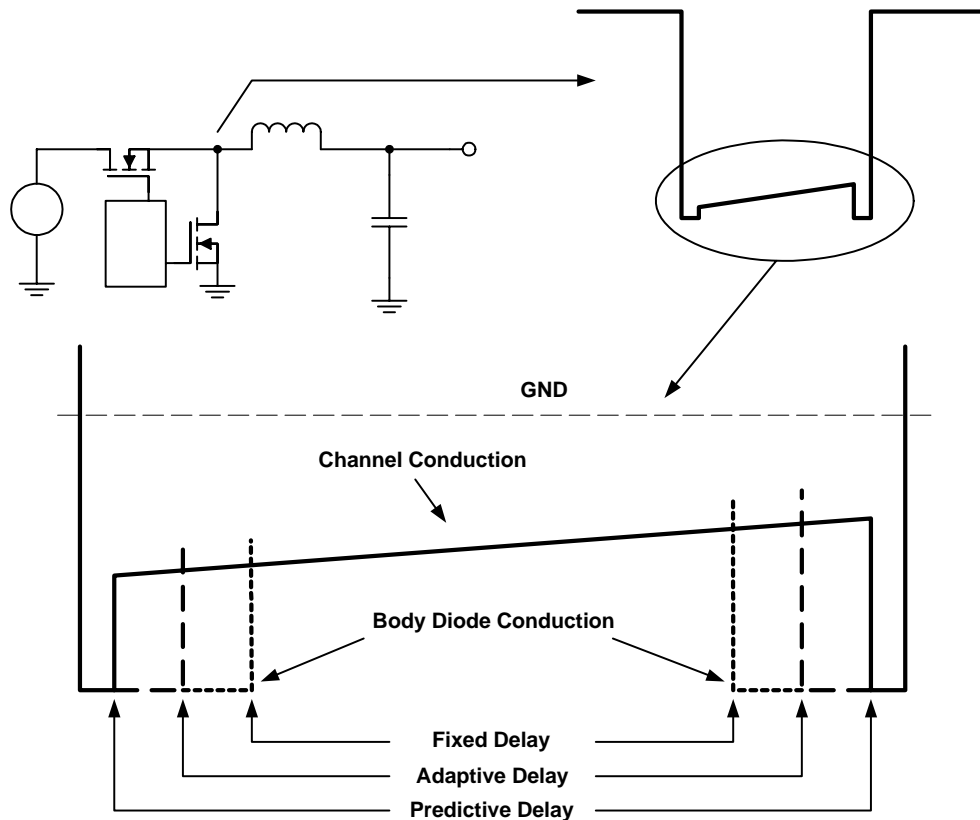 GND
Channel Conduction
Body Diode Conduction
Fixed Delay
Adaptive Delay
Predictive Delay